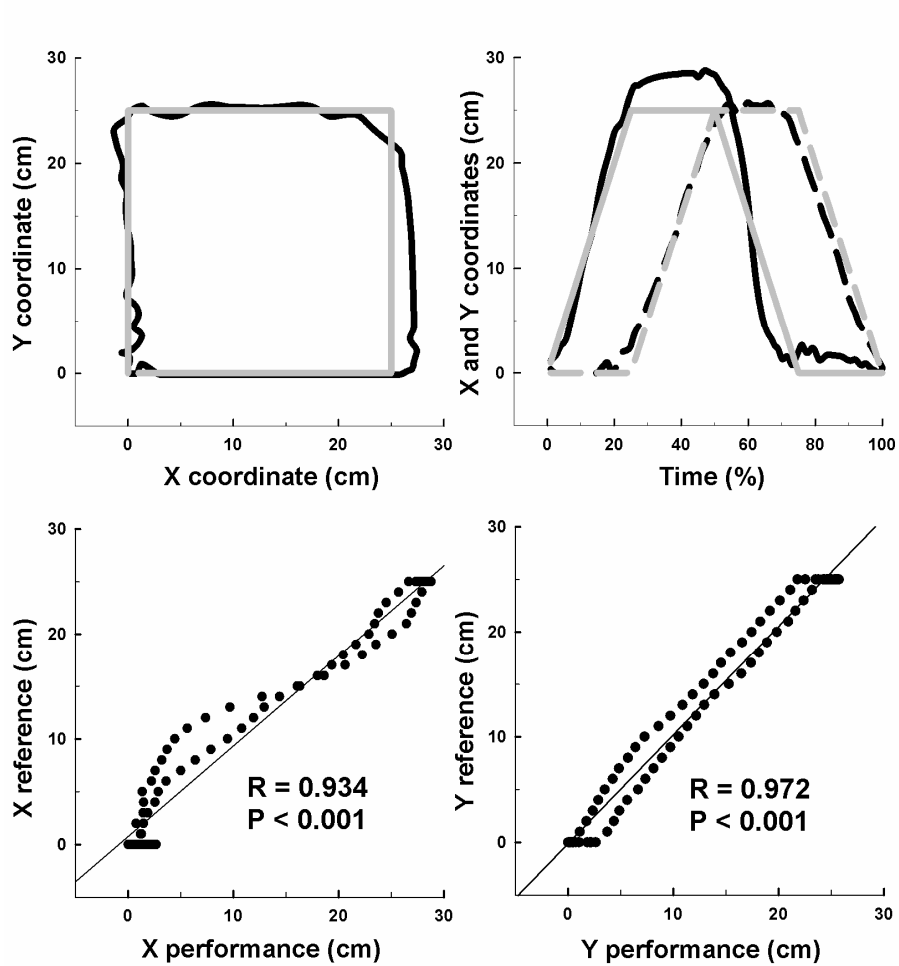 30
20
10
0
Y coordinate (cm)
0
10
20
30
X coordinate (cm)
30
20
10
0
X and Y coordinates (cm)
0
20
40
60
80
100
Time (%)
30
20
10
0
X reference (cm)
R = 0.934
P < 0.001
0
10
20
30
X performance (cm)
30
20
10
0
Y reference (cm)
R = 0.972
P < 0.001
0
10
20
30
Y performance (cm)